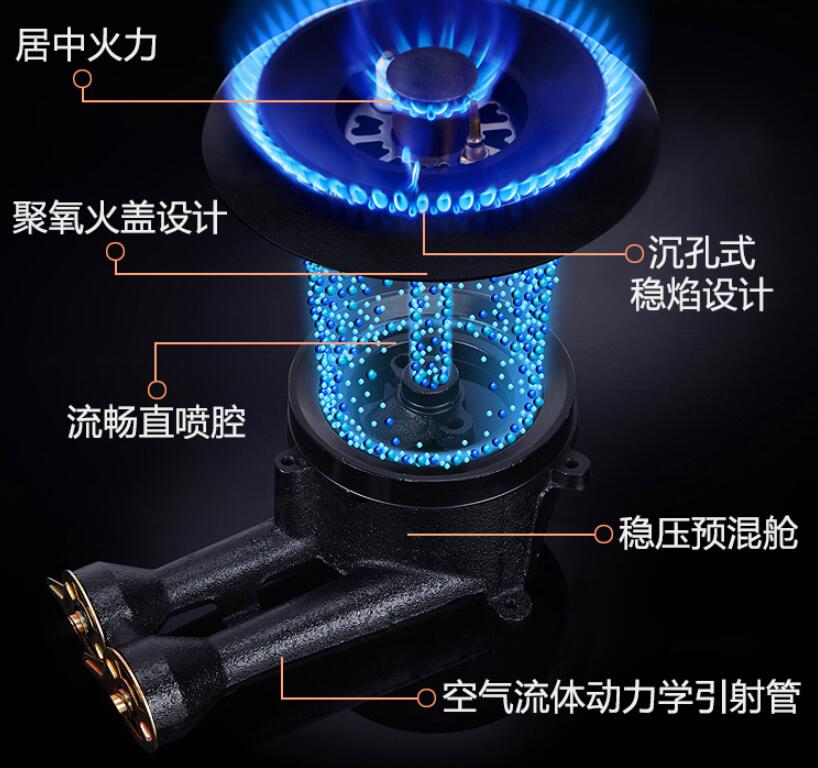 居中火力
聚氧火盖设计
沉孔式
稳焰设计
流畅直喷腔
稳压预混舱
空气流体动力学引射管